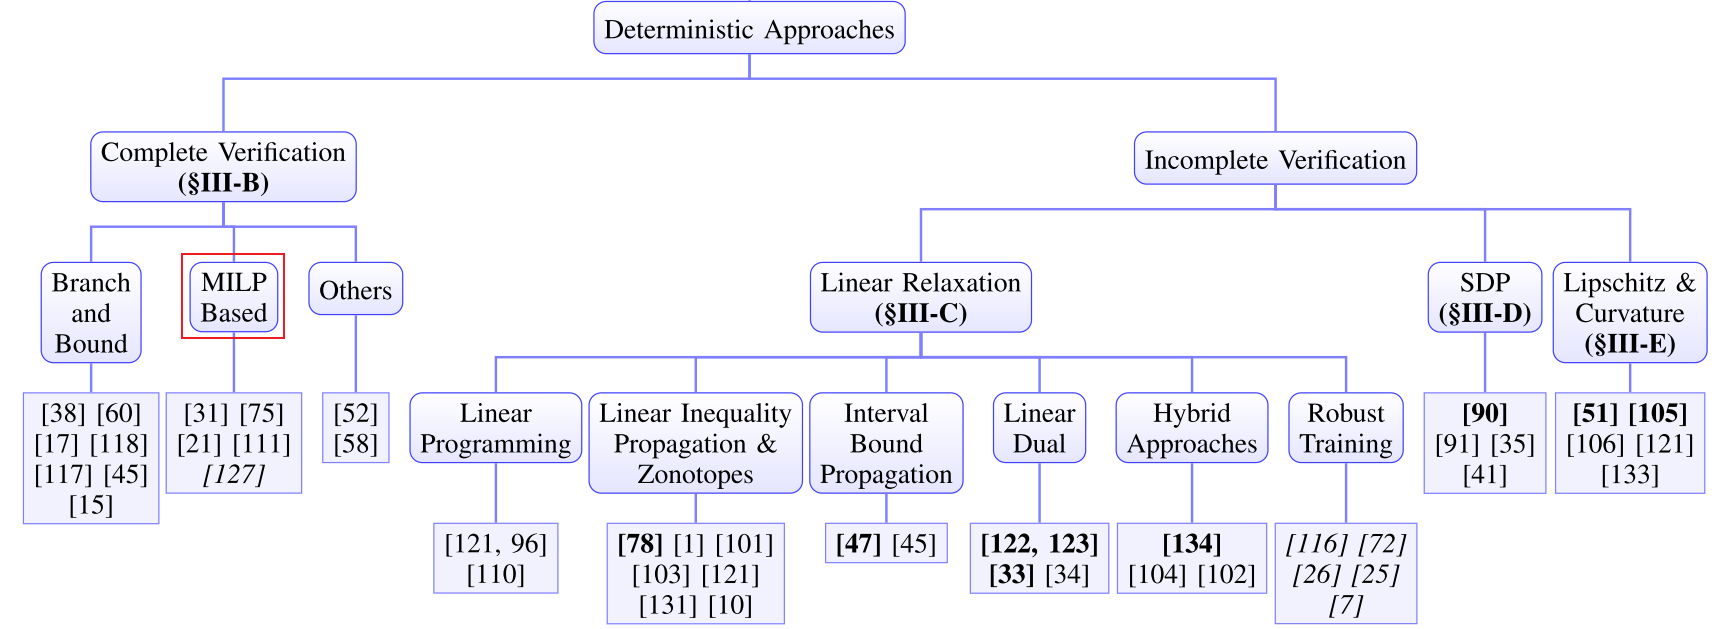 Deterministic Approaches
Complete Verification
(§III-B)
Incomplete Verification
Branch
and
Bound
MILP
Based
Others
Linear Relaxation
(§III-C)
SDP
(§III-D)
Lipschitz &
Curvature
(§III-E)
[38] [60]
[17] [118]
[117] [45]
[15]
[31] [75]
[21] [111]
[127]
[52]
[58]
Linear
Programming
Linear Inequality
Propagation &
Zonotopes
Interval
Bound
Propagation
Linear
Dual
Hybrid
Approaches
Robust
Training
[90]
[91] [35]
[41]
[51] [105]
[106] [121]
[133]
[121, 96]
[110]
[78] [1] [101]
[103] [121]
[131] [10]
[47] [45]
[122, 123]
[33] [34]
[134]
[104] [102]
[116] [72]
[26] [25]
[7]